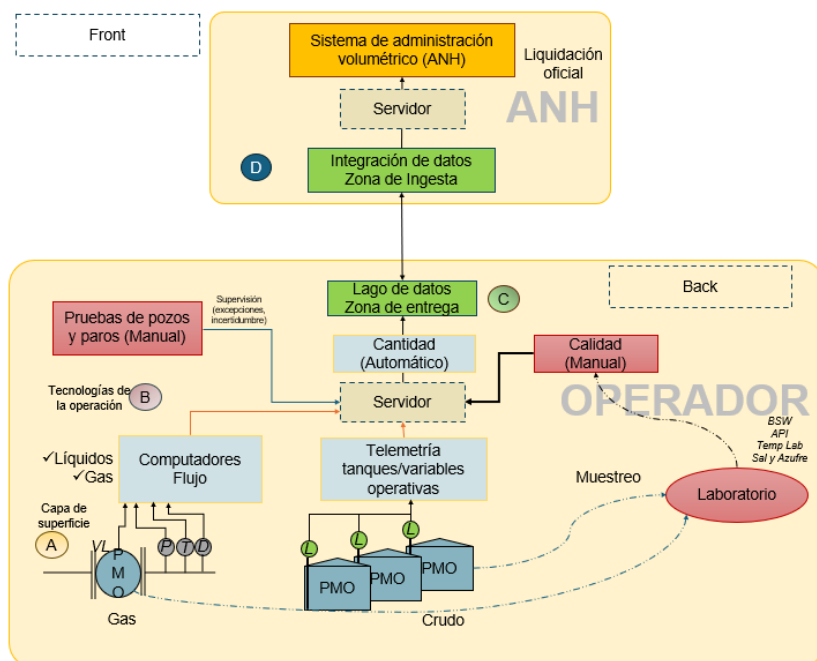 Front
Sistema de administración
volumétrico (ANH)
Liquidación
oficial
Servidor
ANH
D
Integración de datos
Zona de Ingesta
Lago de datos
Zona de entrega
C
Back
Pruebas de pozos
y paros (Manual)
Supervisión
(excepciones,
incertidumbre)
Cantidad
(Automático)
Calidad
(Manual)
Tecnologías de
la operación
B
Servidor
OPERADOR
BSW
API
Temp Lab
Sal y Azufre
✓Líquidos
✓Gas
Computadores
Flujo
Telemetría
tanques/variables
operativas
Muestreo
Laboratorio
Capa de
superficie
A
VL
P
M
O
P
T
D
L
L
L
PMO
PMO
PMO
Gas
Crudo